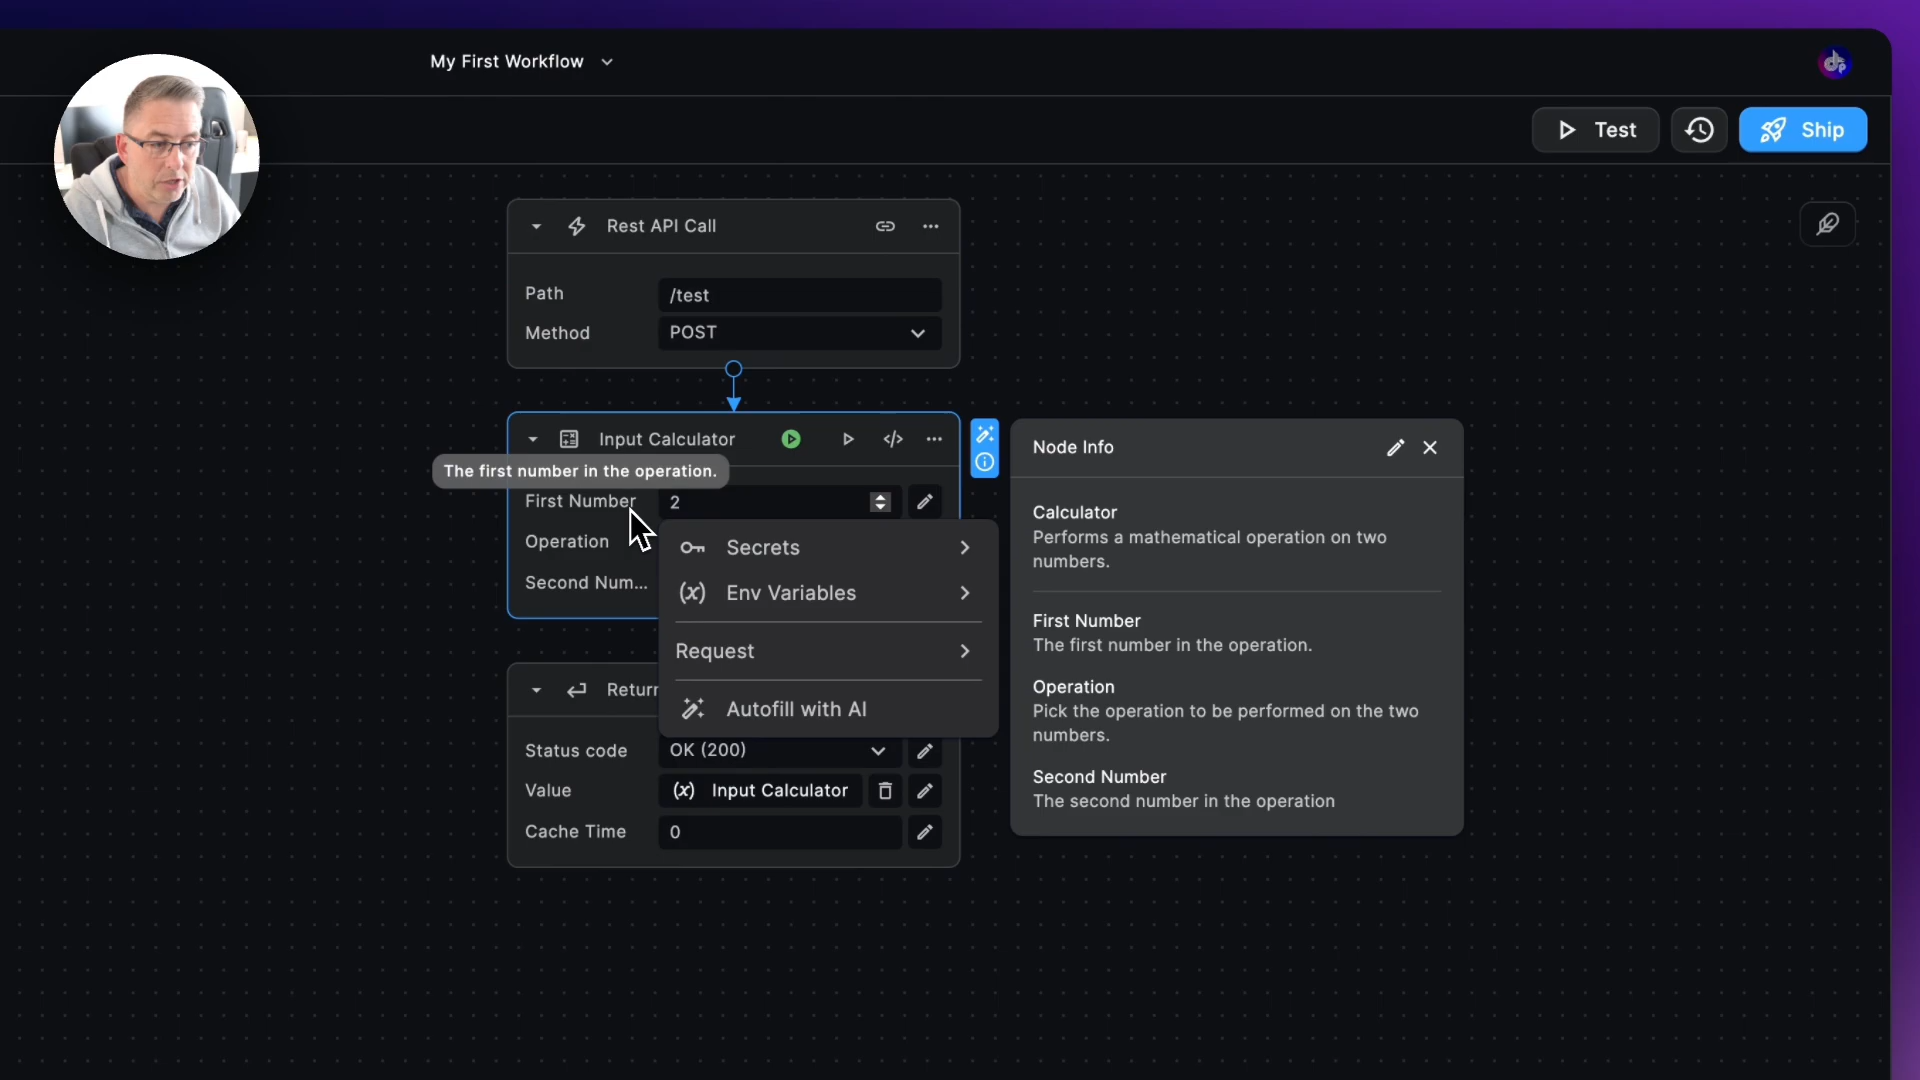 My First Workflow
Test
Ship
Rest API Call
Path
/test
Method
POST
Input Calculator
The first number in the operation.
First Number
2
Operation
Second Num...
Secrets
(x) Env Variables
Request
Autofill with AI
Return
Status code
OK (200)
Value
(x) Input Calculator
Cache Time
0
Node Info
Calculator
Performs a mathematical operation on two
numbers.
First Number
The first number in the operation.
Operation
Pick the operation to be performed on the two
numbers.
Second Number
The second number in the operation